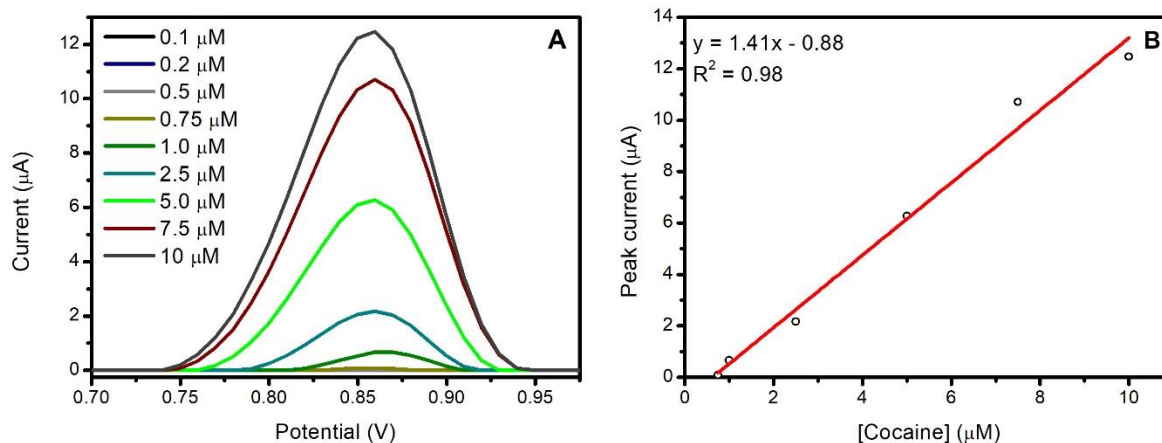 A
0.1 μM
0.2 μM
0.5 μM
0.75 μM
1.0 μM
2.5 μM
5.0 μM
7.5 μM
10 μM
12
10
8
6
4
2
0
0.70 0.75 0.80 0.85 0.90 0.95
Current (μA)
Potential (V)
B
y = 1.41x - 0.88
R² = 0.98
14
12
10
8
6
4
2
0
0 2 4 6 8 10
Peak current (μA)
[Cocaine] (μM)